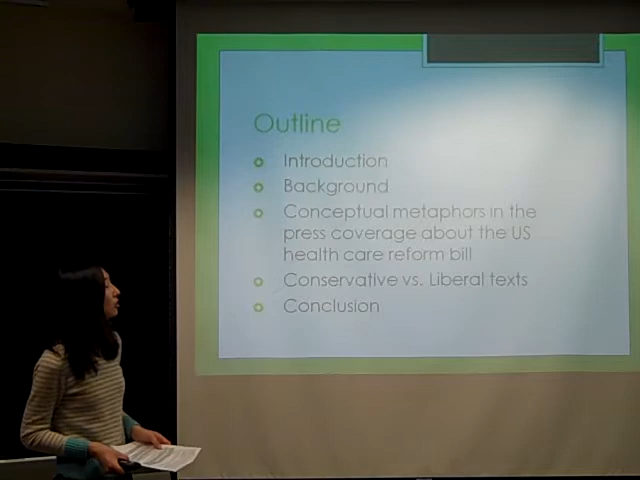 Outline
Introduction
Background
Conceptual metaphors in the
press coverage about the US
health care reform bill
Conservative vs. Liberal texts
Conclusion